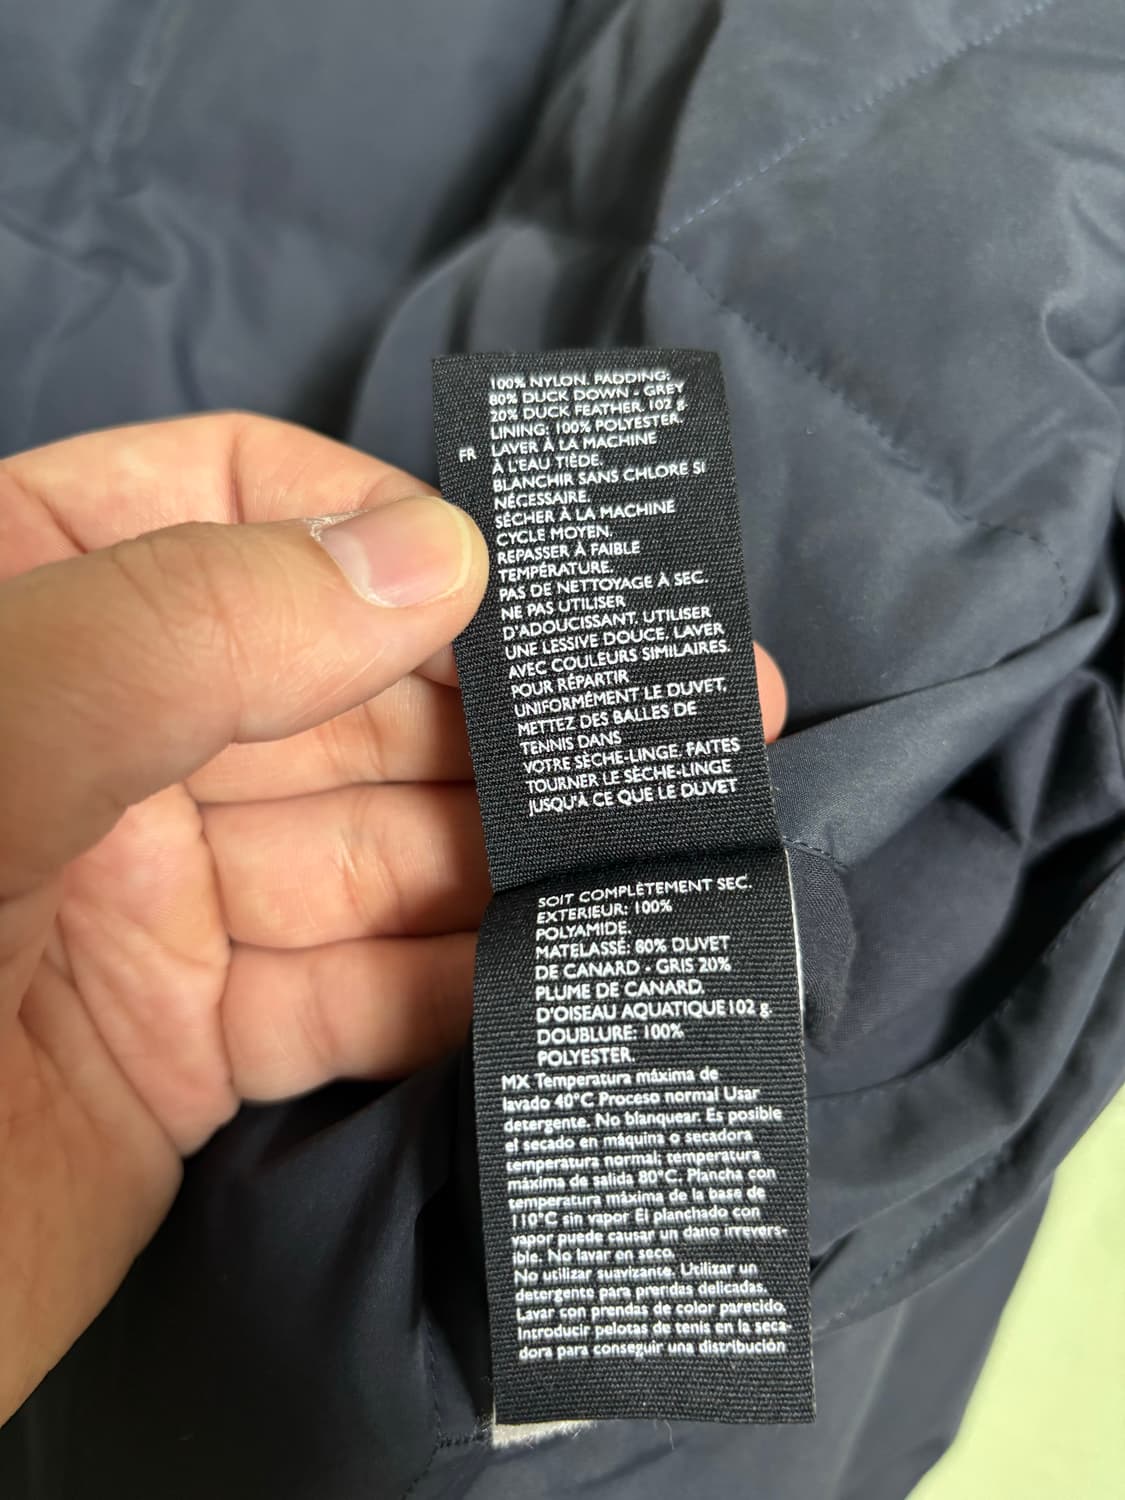 100% NYLON. PADDING:
80% DUCK DOWN - GREY
20% DUCK FEATHER. 102 g
LINING: 100% POLYESTER.
FR LAVER À LA MACHINE
À L'EAU TIÈDE.
BLANCHIR SANS CHLORE SI
NÉCESSAIRE.
SÉCHER À LA MACHINE
CYCLE MOYEN.
REPASSER À FAIBLE
TEMPÉRATURE.
PAS DE NETTOYAGE À SEC.
NE PAS UTILISER
D'ADOUCISSANT. UTILISER
UNE LESSIVE DOUCE. LAVER
AVEC COULEURS SIMILAIRES.
POUR RÉPARTIR
UNIFORMÉMENT LE DUVET,
METTEZ DES BALLES DE
TENNIS DANS
VOTRE SÈCHE-LINGE. FAITES
TOURNER LE SÈCHE-LINGE
JUSQU'À CE QUE LE DUVET
SOIT COMPLÈTEMENT SEC.
EXTERIEUR: 100%
POLYAMIDE.
MATELASSÉ: 80% DUVET
DE CANARD - GRIS 20%
PLUME DE CANARD.
D'OISEAU AQUATIQUE 102 g.
DOUBLURE: 100%
POLYESTER.
MX Temperatura máxima de
lavado 40°C Proceso normal Usar
detergente. No blanquear. Es posible
el secado en máquina o secadora
temperatura normal; temperatura
máxima de salida 80°C. Plancha con
temperatura máxima de la base de
110°C sin vapor El planchado con
vapor puede causar un dano irrevers-
ible. No lavar en seco.
No utilizar suavizante. Utilizar un
detergente para prendas delicadas.
Lavar con prendas de color parecido.
Introducir pelotas de tenis en la seca-
dora para conseguir una distribución